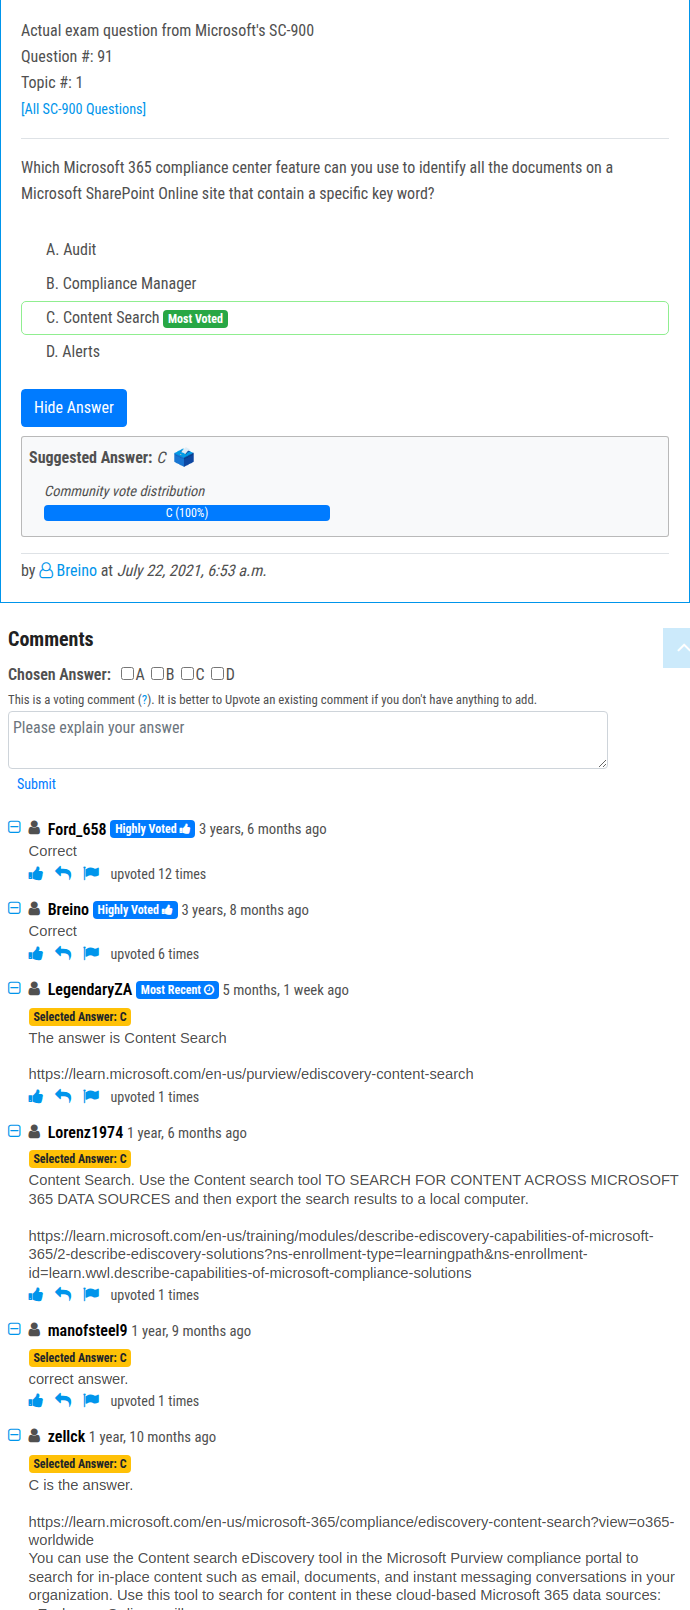 Actual exam question from Microsoft's SC-900
Question #: 91
Topic #: 1
[All SC-900 Questions]
Which Microsoft 365 compliance center feature can you use to identify all the documents on a
Microsoft SharePoint Online site that contain a specific key word?
A. Audit
B. Compliance Manager
C. Content Search Most Voted
D. Alerts
Hide Answer
Suggested Answer: C
Community vote distribution
C (100%)
by Breino at July 22, 2021, 6:53 a.m.
Comments
Chosen Answer: A B C D
This is a voting comment (?). It is better to Upvote an existing comment if you don't have anything to add.
Please explain your answer
Submit
Ford_658 Highly Voted 3 years, 6 months ago
Correct
upvoted 12 times
Breino Highly Voted 3 years, 8 months ago
Correct
upvoted 6 times
LegendaryZA Most Recent 5 months, 1 week ago
Selected Answer: C
The answer is Content Search
https://learn.microsoft.com/en-us/purview/ediscovery-content-search
upvoted 1 times
Lorenz1974 1 year, 6 months ago
Selected Answer: C
Content Search. Use the Content search tool TO SEARCH FOR CONTENT ACROSS MICROSOFT
365 DATA SOURCES and then export the search results to a local computer.
https://learn.microsoft.com/en-us/training/modules/describe-ediscovery-capabilities-of-microsoft-
365/2-describe-ediscovery-solutions?ns-enrollment-type=learningpath&ns-enrollment-
id=learn.wwl.describe-capabilities-of-microsoft-compliance-solutions
upvoted 1 times
manofsteel9 1 year, 9 months ago
Selected Answer: C
correct answer.
upvoted 1 times
zellck 1 year, 10 months ago
Selected Answer: C
C is the answer.
https://learn.microsoft.com/en-us/microsoft-365/compliance/ediscovery-content-search?view=o365-
worldwide
You can use the Content search eDiscovery tool in the Microsoft Purview compliance portal to
search for in-place content such as email, documents, and instant messaging conversations in your
organization. Use this tool to search for content in these cloud-based Microsoft 365 data sources: